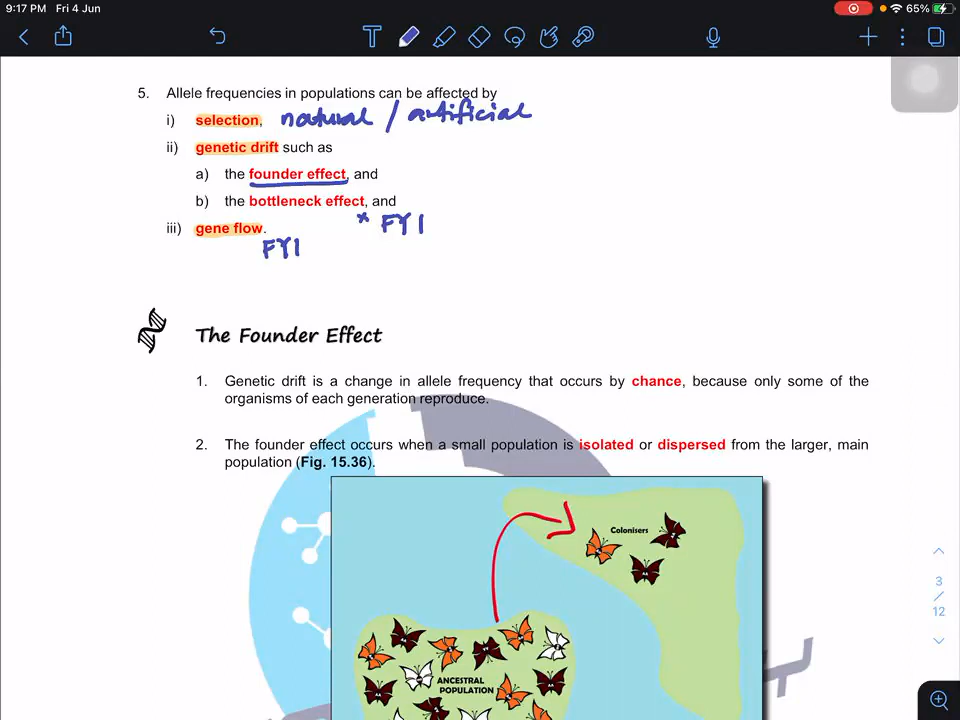 9:17 PM Fri 4 Jun
65%
T
5. Allele frequencies in populations can be affected by
i) selection, natural / artificial
ii) genetic drift such as
a) the founder effect, and
b) the bottleneck effect, and
* FYI
iii) gene flow.
FYI
The Founder Effect
1. Genetic drift is a change in allele frequency that occurs by chance, because only some of the
organisms of each generation reproduce.
2. The founder effect occurs when a small population is isolated or dispersed from the larger, main
population (Fig. 15.36).
Colonisers
ANCESTRAL
POPULATION
3
/
12